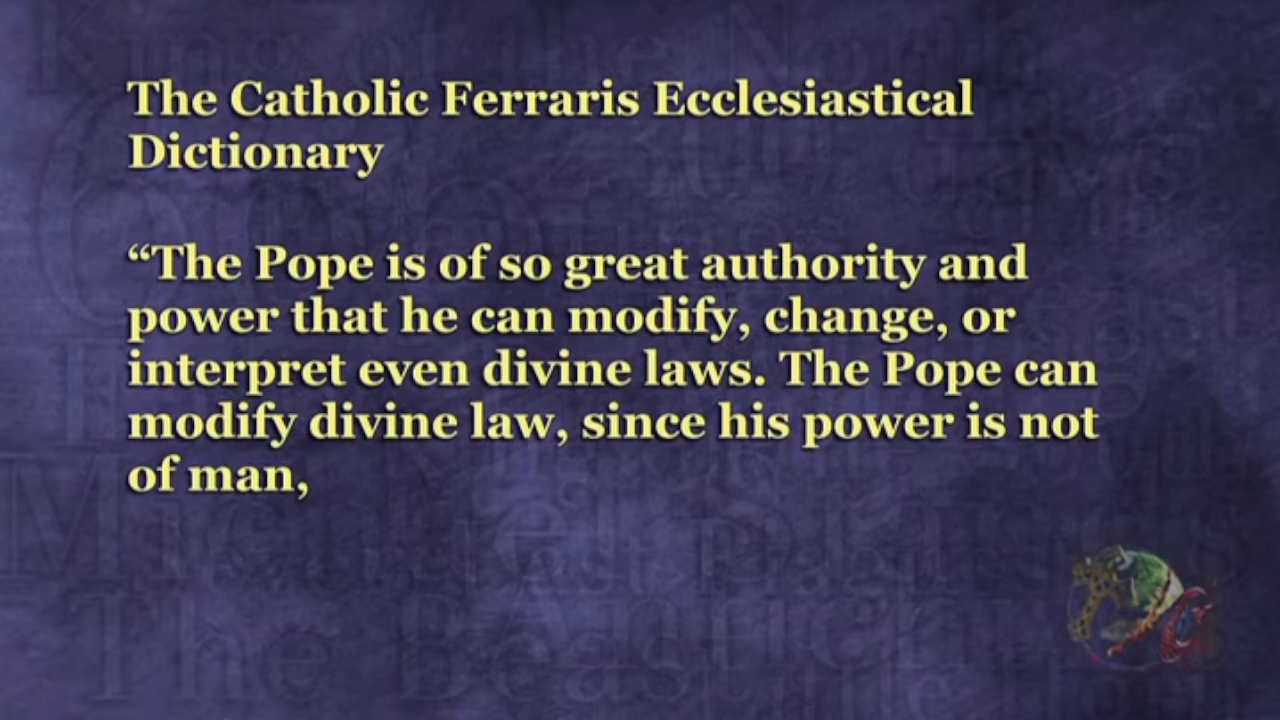 The Catholic Ferraris Ecclesiastical
Dictionary
“The Pope is of so great authority and
power that he can modify, change, or
interpret even divine laws. The Pope can
modify divine law, since his power is not
of man,